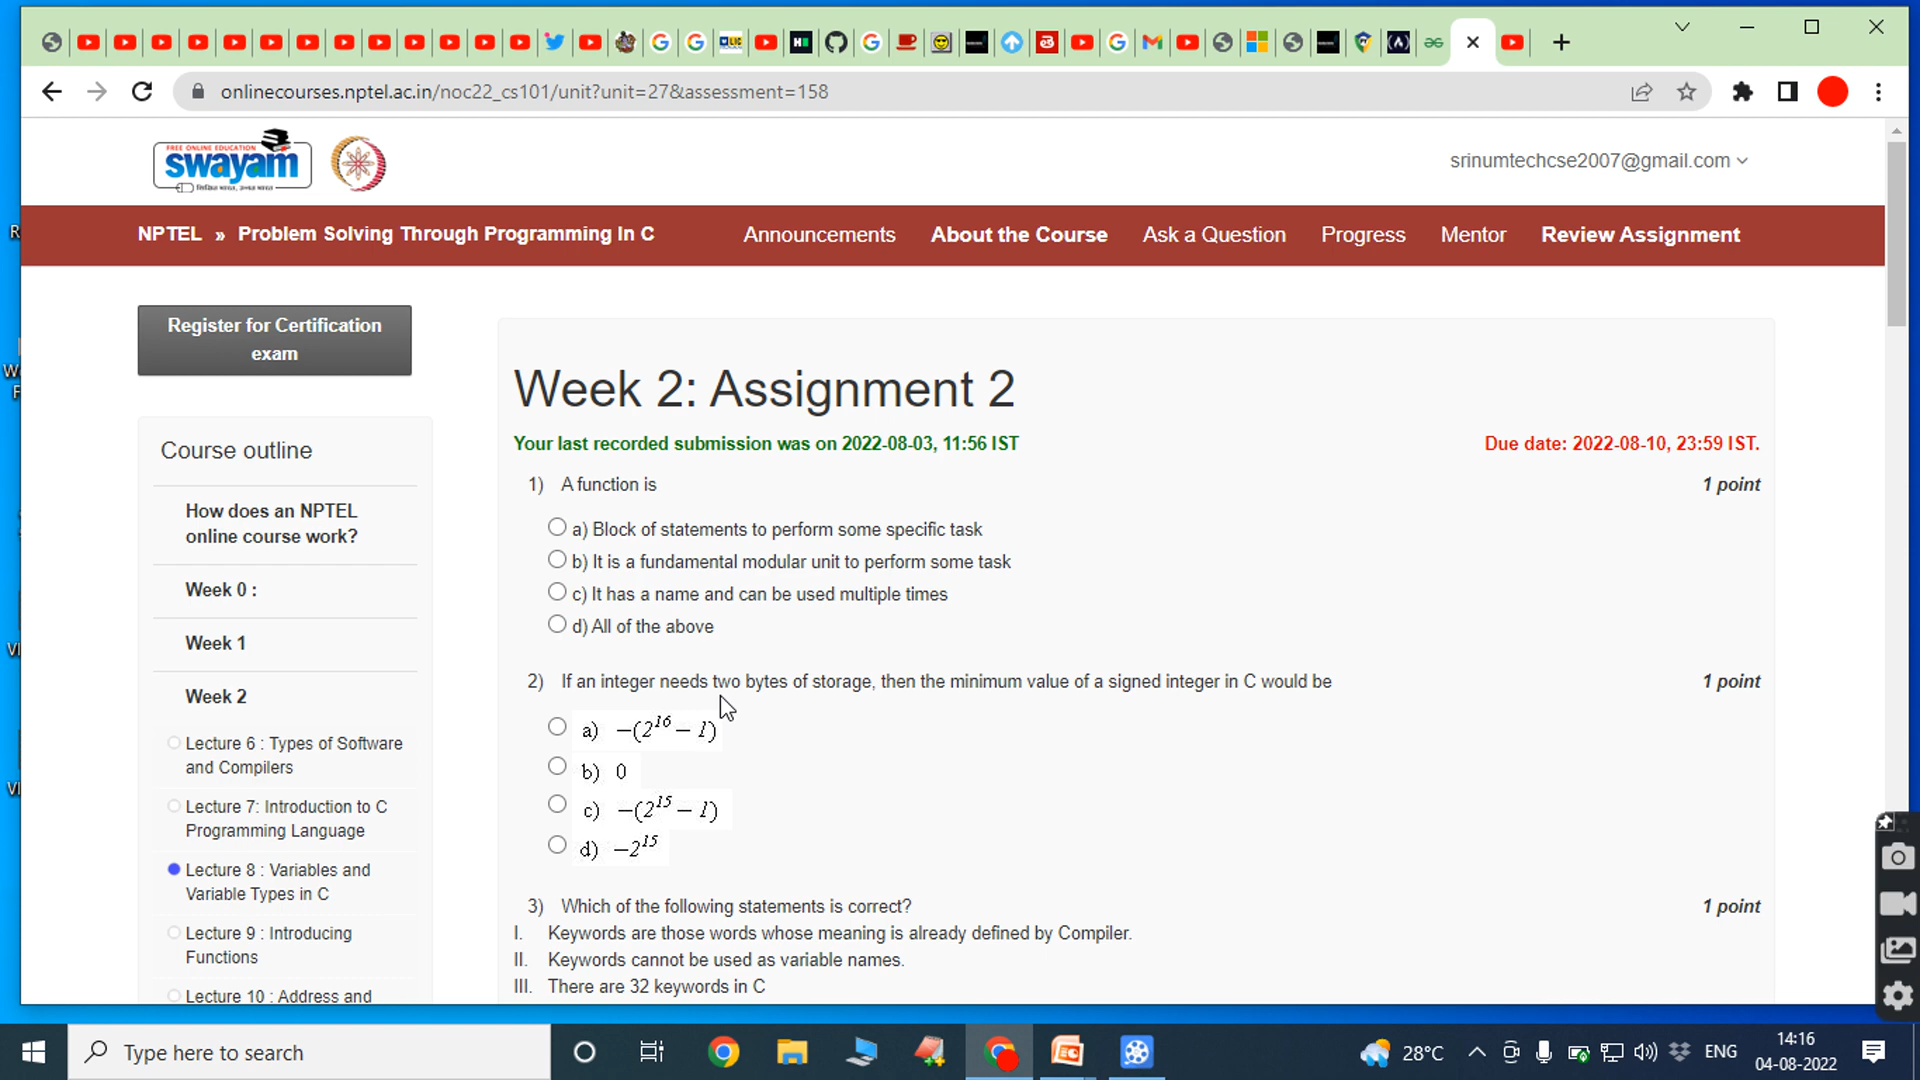 onlinecourses.nptel.ac.in/noc22_cs101/unit?unit=27&assessment=158
FREE ONLINE EDUCATION
swayam
srinumtechcse2007@gmail.com
NPTEL » Problem Solving Through Programming In C
Announcements About the Course Ask a Question Progress Mentor Review Assignment
Register for Certification
exam
Course outline
How does an NPTEL
online course work?
Week 0 :
Week 1
Week 2
Lecture 6 : Types of Software
and Compilers
Lecture 7: Introduction to C
Programming Language
Lecture 8 : Variables and
Variable Types in C
Lecture 9 : Introducing
Functions
Lecture 10 : Address and
Week 2: Assignment 2
Your last recorded submission was on 2022-08-03, 11:56 IST
Due date: 2022-08-10, 23:59 IST.
1) A function is 1 point
a) Block of statements to perform some specific task
b) It is a fundamental modular unit to perform some task
c) It has a name and can be used multiple times
d) All of the above
2) If an integer needs two bytes of storage, then the minimum value of a signed integer in C would be 1 point
a) −(2¹⁶ − 1)
b) 0
c) −(2¹⁵ − 1)
d) −2¹⁵
3) Which of the following statements is correct? 1 point
I. Keywords are those words whose meaning is already defined by Compiler.
II. Keywords cannot be used as variable names.
III. There are 32 keywords in C
Type here to search
28°C
ENG
14:16
04-08-2022